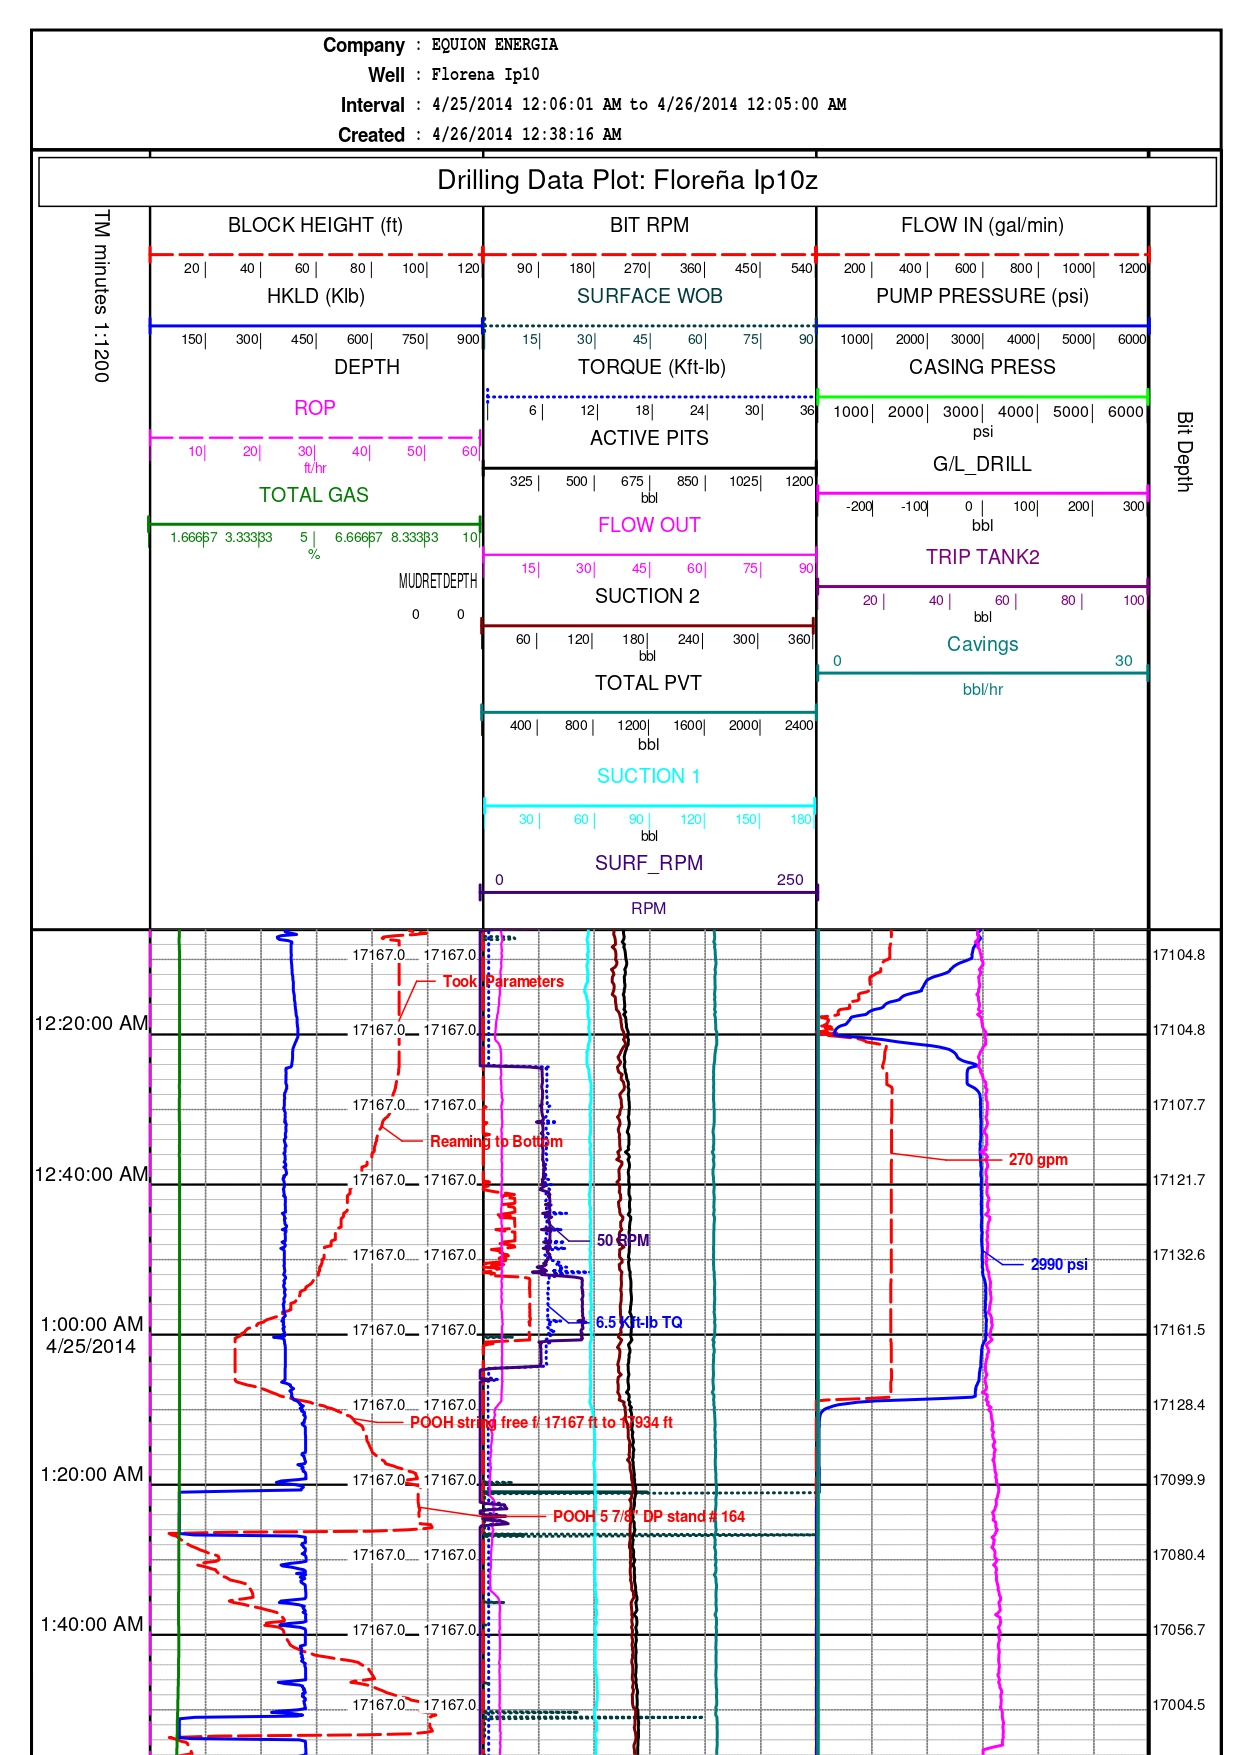 Company : EQUION ENERGIA
Well : Florena Ip10
Interval : 4/25/2014 12:06:01 AM to 4/26/2014 12:05:00 AM
Created : 4/26/2014 12:38:16 AM
Drilling Data Plot: Floreña Ip10z
TM minutes 1:1200
BLOCK HEIGHT (ft)
20 40 60 80 100 120
HKLD (Klb)
150 300 450 600 750 900
DEPTH
ROP
10 20 30 40 50 60
ft/hr
TOTAL GAS
1.66667 3.33333 5 6.66667 8.33333 10
%
MUDRETDEPTH
0 0
BIT RPM
90 180 270 360 450 540
SURFACE WOB
15 30 45 60 75 90
TORQUE (Kft-lb)
6 12 18 24 30 36
ACTIVE PITS
325 500 675 850 1025 1200
bbl
FLOW OUT
15 30 45 60 75 90
SUCTION 2
60 120 180 240 300 360
bbl
TOTAL PVT
400 800 1200 1600 2000 2400
bbl
SUCTION 1
30 60 90 120 150 180
bbl
SURF_RPM
0 250
RPM
FLOW IN (gal/min)
200 400 600 800 1000 1200
PUMP PRESSURE (psi)
1000 2000 3000 4000 5000 6000
CASING PRESS
1000 2000 3000 4000 5000 6000
psi
G/L_DRILL
-200 -100 0 100 200 300
bbl
TRIP TANK2
20 40 60 80 100
bbl
Cavings
0 30
bbl/hr
Bit Depth
17167.0 17167.0 17104.8
Took Parameters
12:20:00 AM 17167.0 17167.0 17104.8
17167.0 17167.0 17107.7
Reaming to Bottom
270 gpm
12:40:00 AM 17167.0 17167.0 17121.7
50 RPM
17167.0 17167.0 17132.6
2990 psi
6.5 Kft-lb TQ
1:00:00 AM 17167.0 17167.0 17161.5
4/25/2014
17167.0 17167.0 17128.4
POOH string free f/ 17167 ft to 17934 ft
1:20:00 AM 17167.0 17167.0 17099.9
POOH 5 7/8" DP stand # 164
17167.0 17167.0 17080.4
1:40:00 AM 17167.0 17167.0 17056.7
17167.0 17167.0 17004.5